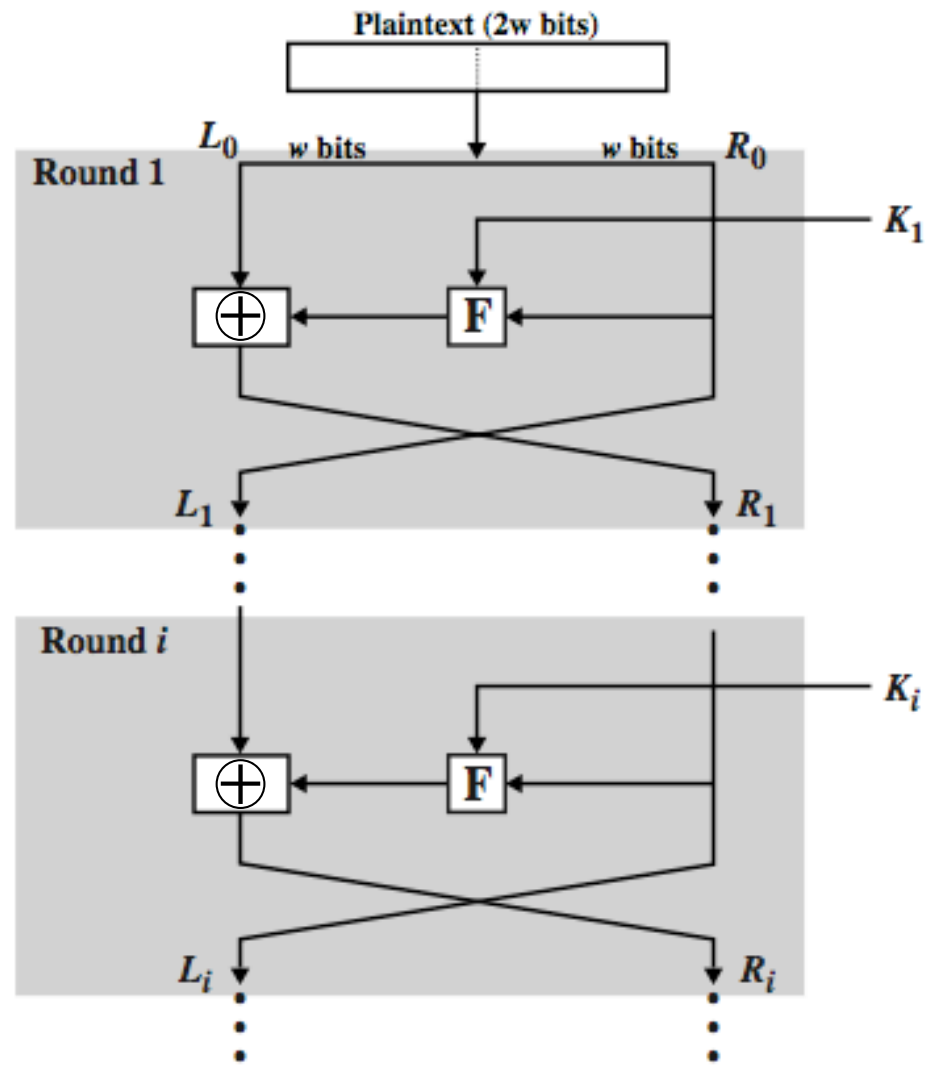 Plaintext (2w bits)
L₀ w bits w bits R₀
Round 1
K₁
F
L₁ R₁
Round i
Kᵢ
F
Lᵢ Rᵢ